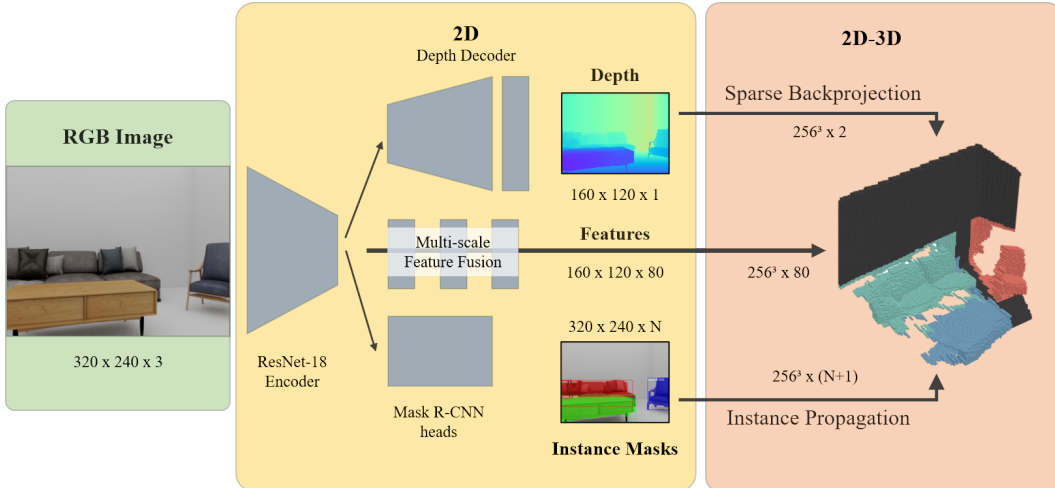 RGB Image
320 x 240 x 3
2D
Depth Decoder
ResNet-18
Encoder
Multi-scale
Feature Fusion
Mask R-CNN
heads
Depth
160 x 120 x 1
Features
160 x 120 x 80
320 x 240 x N
Instance Masks
2D-3D
Sparse Backprojection
256³ x 2
256³ x 80
256³ x (N+1)
Instance Propagation